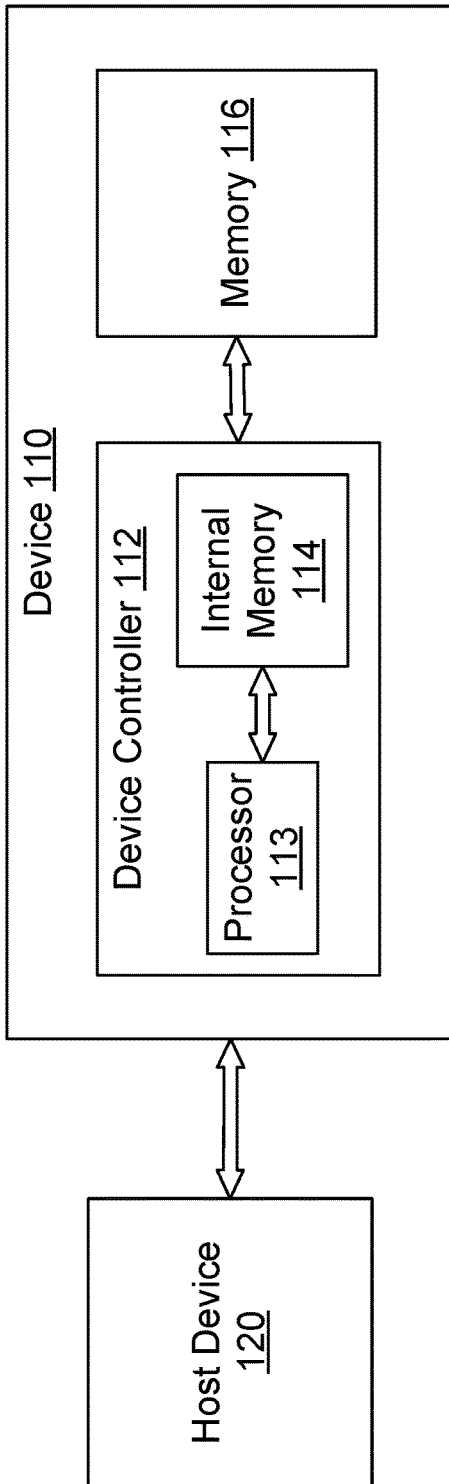 Device 110
Device Controller 112
Processor
113
Internal
Memory
114
Memory 116
Host Device
120